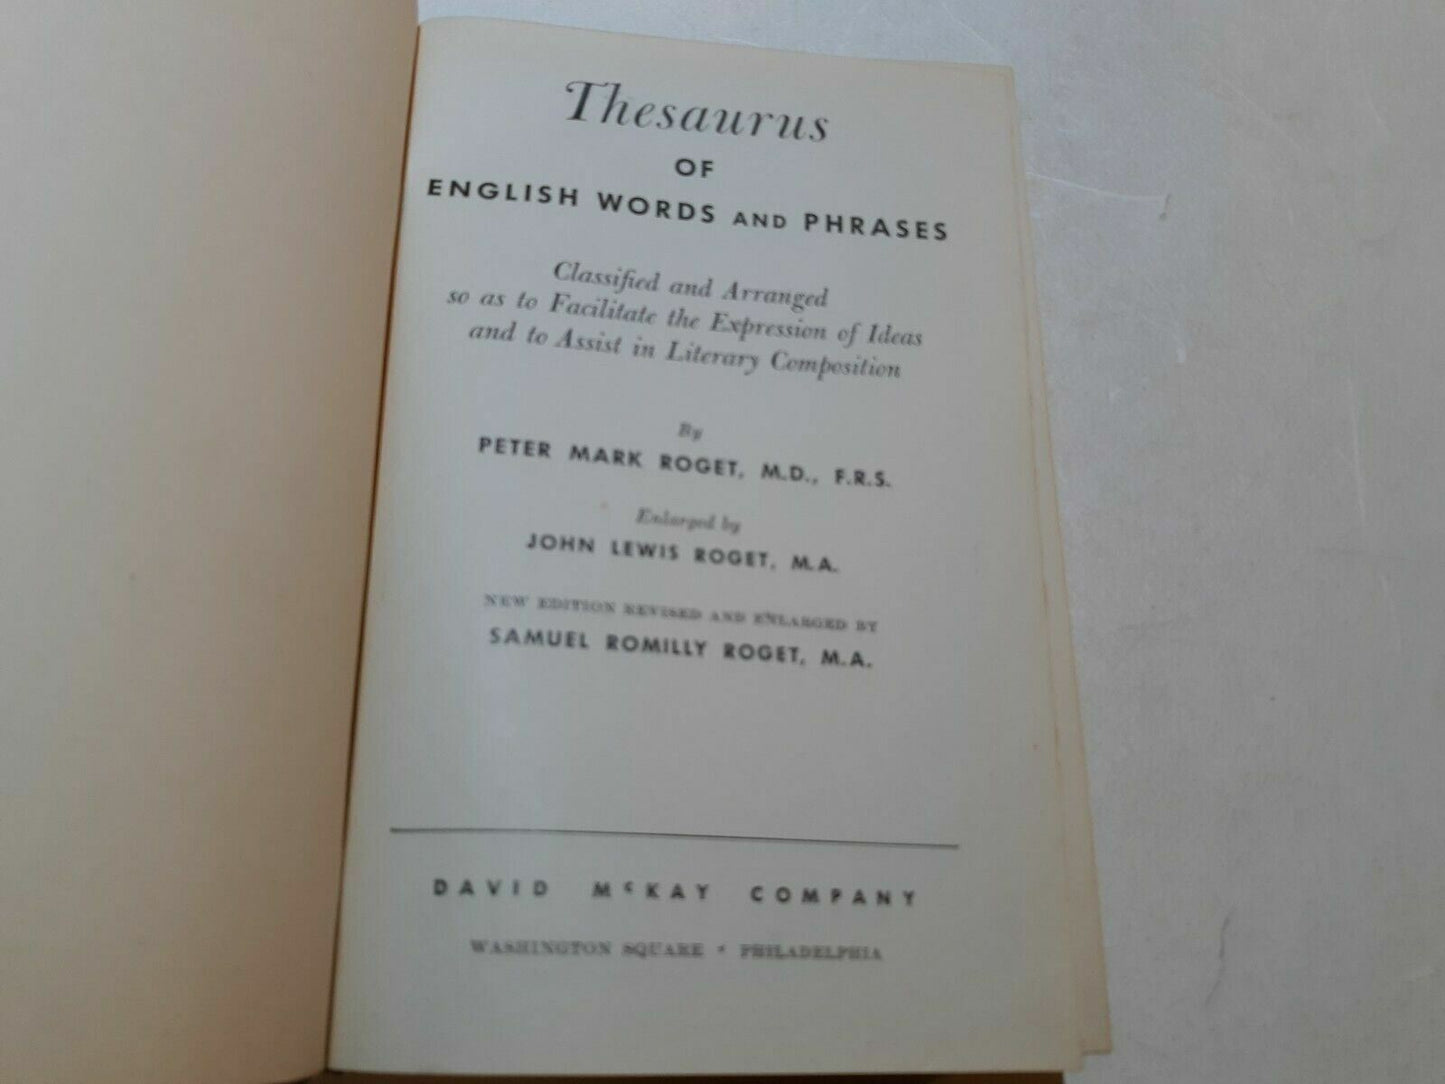 Thesaurus
OF
ENGLISH WORDS AND PHRASES
Classified and Arranged
so as to Facilitate the Expression of Ideas
and to Assist in Literary Composition
By
PETER MARK ROGET, M.D., F.R.S.
Enlarged by
JOHN LEWIS ROGET, M.A.
NEW EDITION REVISED AND ENLARGED BY
SAMUEL ROMILLY ROGET, M.A.
DAVID McKAY COMPANY
WASHINGTON SQUARE • PHILADELPHIA